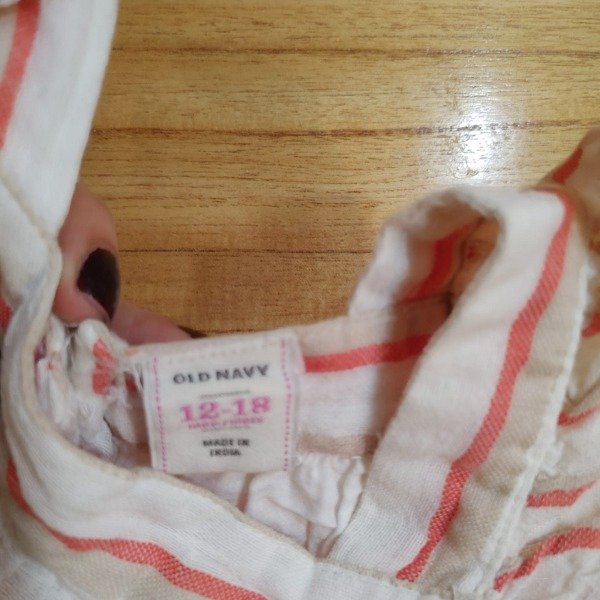 OLD NAVY
12-18
MADE IN
INDIA